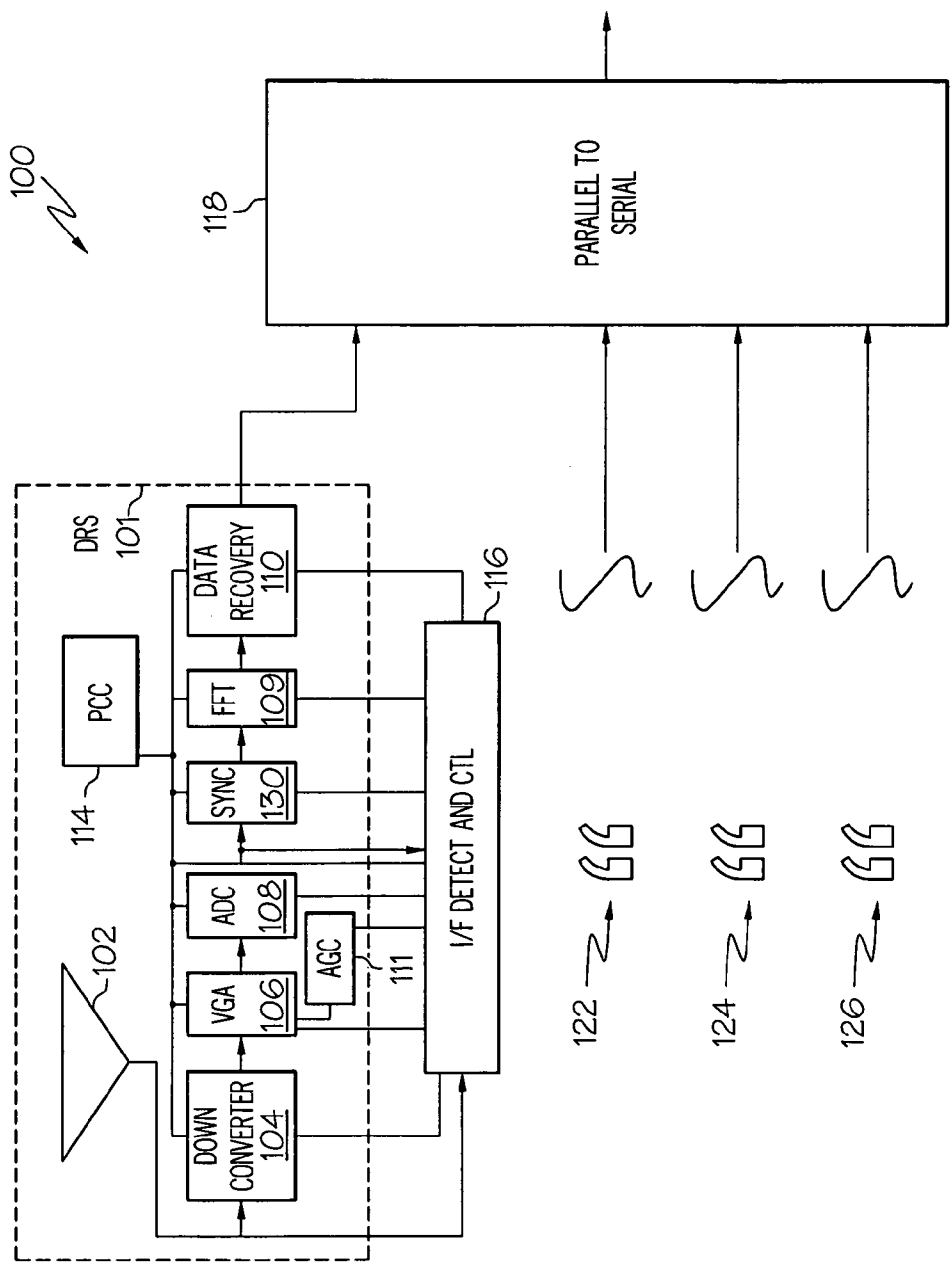 100
118
PARALLEL TO
SERIAL
DRS
101
102
PCC
114
DOWN
CONVERTER
104
VGA
106
ADC
108
SYNC
130
FFT
109
DATA
RECOVERY
110
AGC
111
I/F DETECT AND CTL
116
122
“
124
“
126
“